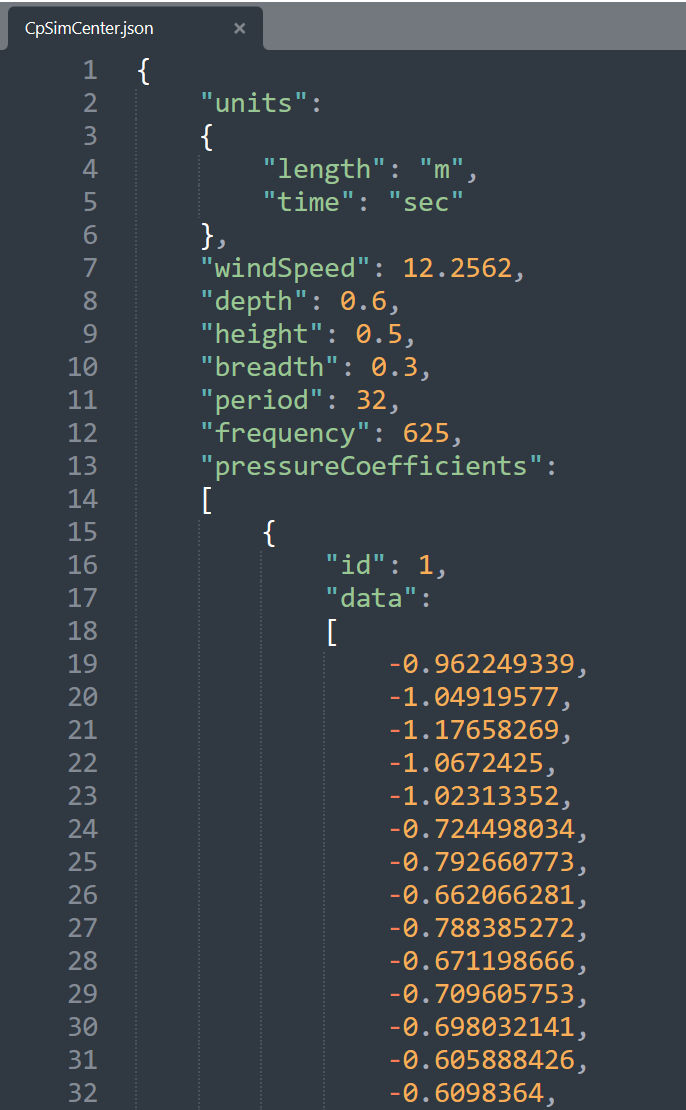 CpSimCenter.json ×
1 {
2 "units":
3 {
4 "length": "m",
5 "time": "sec"
6 },
7 "windSpeed": 12.2562,
8 "depth": 0.6,
9 "height": 0.5,
10 "breadth": 0.3,
11 "period": 32,
12 "frequency": 625,
13 "pressureCoefficients":
14 [
15 {
16 "id": 1,
17 "data":
18 [
19 -0.962249339,
20 -1.04919577,
21 -1.17658269,
22 -1.0672425,
23 -1.02313352,
24 -0.724498034,
25 -0.792660773,
26 -0.662066281,
27 -0.788385272,
28 -0.671198666,
29 -0.709605753,
30 -0.698032141,
31 -0.605888426,
32 -0.6098364,